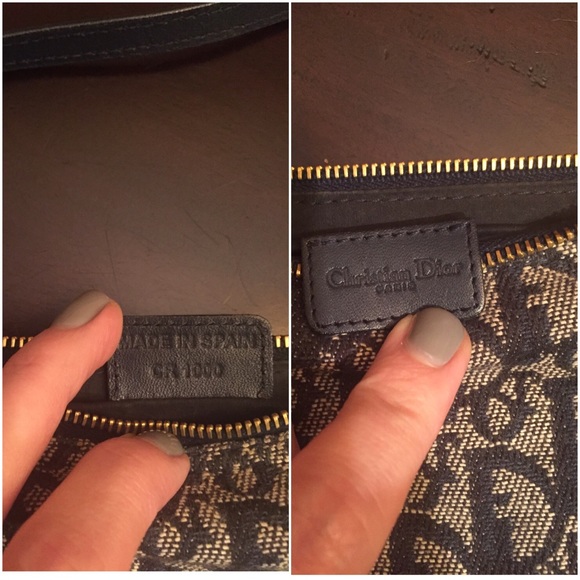 MADE IN SPAIN
CR 1000
Christian Dior
PARIS